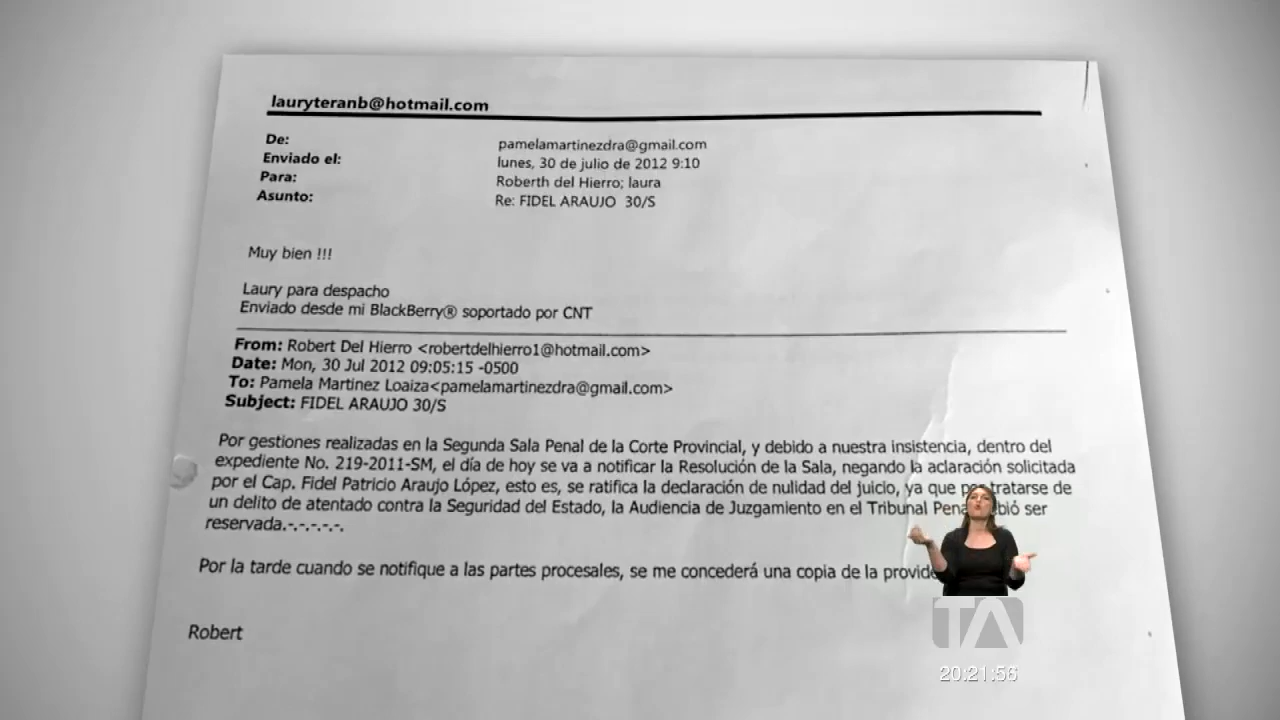 lauryteranb@hotmail.com
De: pamelamartinezdra@gmail.com
Enviado el: lunes, 30 de julio de 2012 9:10
Para: Roberth del Hierro; laura
Asunto: Re: FIDEL ARAUJO 30/S
Muy bien !!!
Laury para despacho
Enviado desde mi BlackBerry® soportado por CNT
From: Robert Del Hierro <robertdelhierro1@hotmail.com>
Date: Mon, 30 Jul 2012 09:05:15 -0500
To: Pamela Martinez Loaiza<pamelamartinezdra@gmail.com>
Subject: FIDEL ARAUJO 30/S
Por gestiones realizadas en la Segunda Sala Penal de la Corte Provincial, y debido a nuestra insistencia, dentro del
expediente No. 219-2011-SM, el día de hoy se va a notificar la Resolución de la Sala, negando la aclaración solicitada
por el Cap. Fidel Patricio Araujo López, esto es, se ratifica la declaración de nulidad del juicio, ya que tratarse de
un delito de atentado contra la Seguridad del Estado, la Audiencia de Juzgamiento en el Tribunal ser
reservada.-.-.-.-.-.
Por la tarde cuando se notifique a las partes procesales, se me concederá una copia de la
Robert
TA
20:21:56